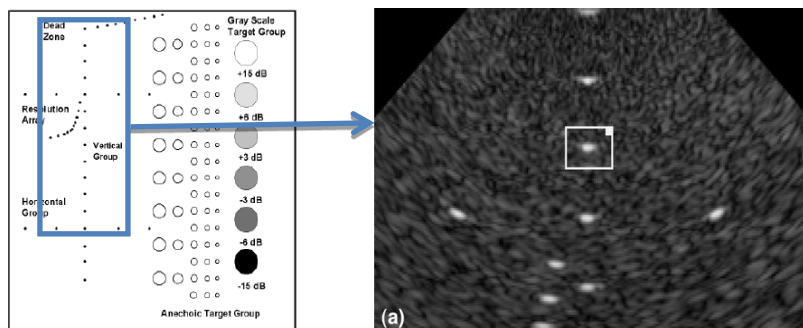 Dead
Zone
Gray Scale
Target Group
+15 dB
Resolution
Array
+6 dB
Vertical
Group
+3 dB
Horizontal
Group
-3 dB
-6 dB
-15 dB
Anechoic Target Group
(a)